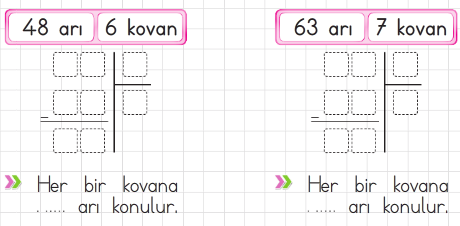 48 arı 6 kovan
63 arı 7 kovan
Her bir kovana
. ..... arı konulur.
Her bir kovana
. ..... arı konulur.